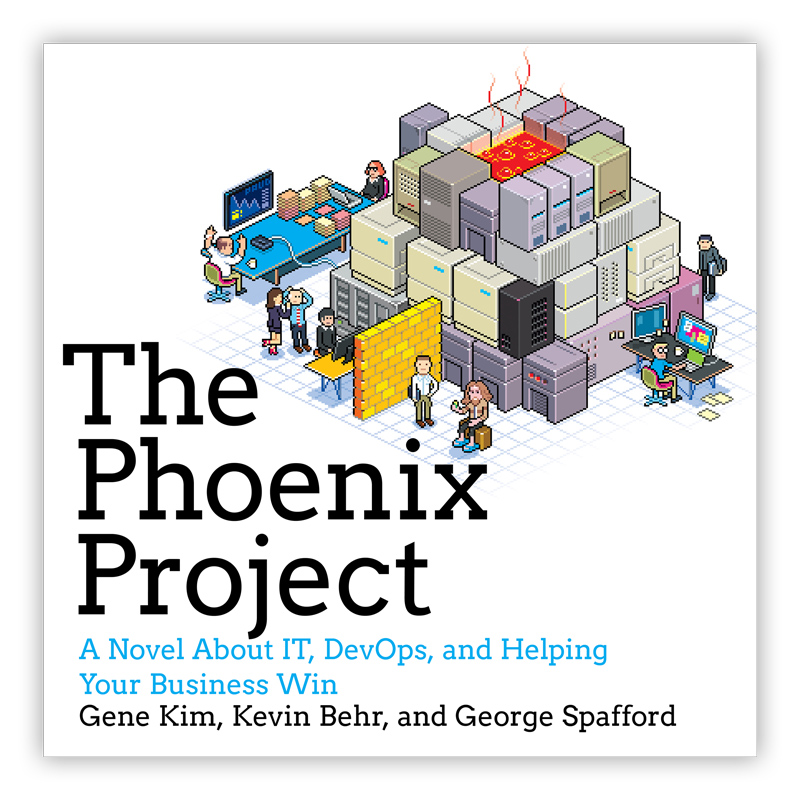 The
Phoenix
Project
A Novel About IT, DevOps, and Helping
Your Business Win
Gene Kim, Kevin Behr, and George Spafford